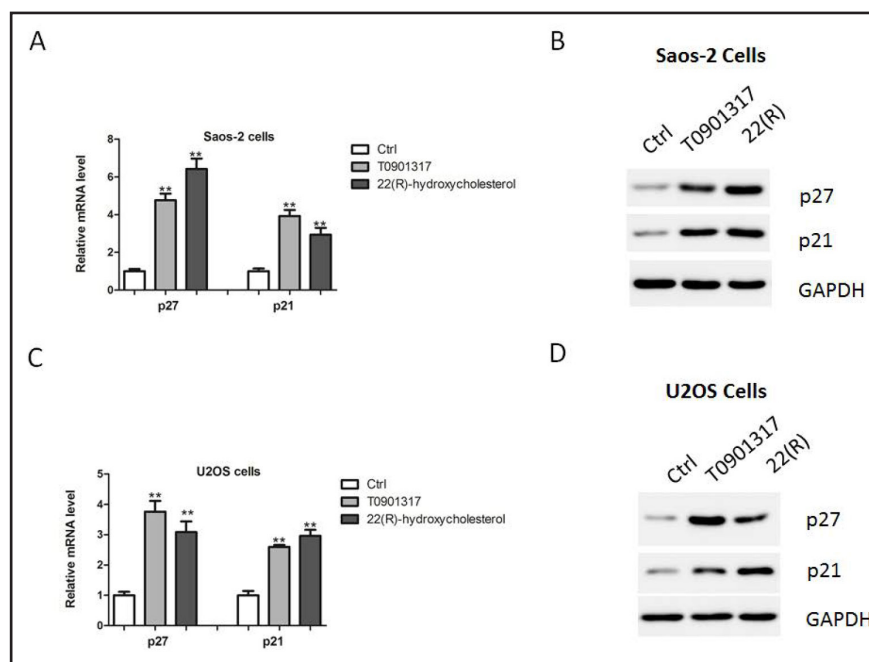 A
Saos-2 cells
Relative mRNA level
8
6
4
2
0
**
**
**
**
p27
p21
Ctrl
T0901317
22(R)-hydroxycholesterol
B
Saos-2 Cells
Ctrl
T0901317
22(R)
p27
p21
GAPDH
C
U2OS cells
Relative mRNA level
5
4
3
2
1
0
**
**
**
**
p27
p21
Ctrl
T0901317
22(R)-hydroxycholesterol
D
U2OS Cells
Ctrl
T0901317
22(R)
p27
p21
GAPDH